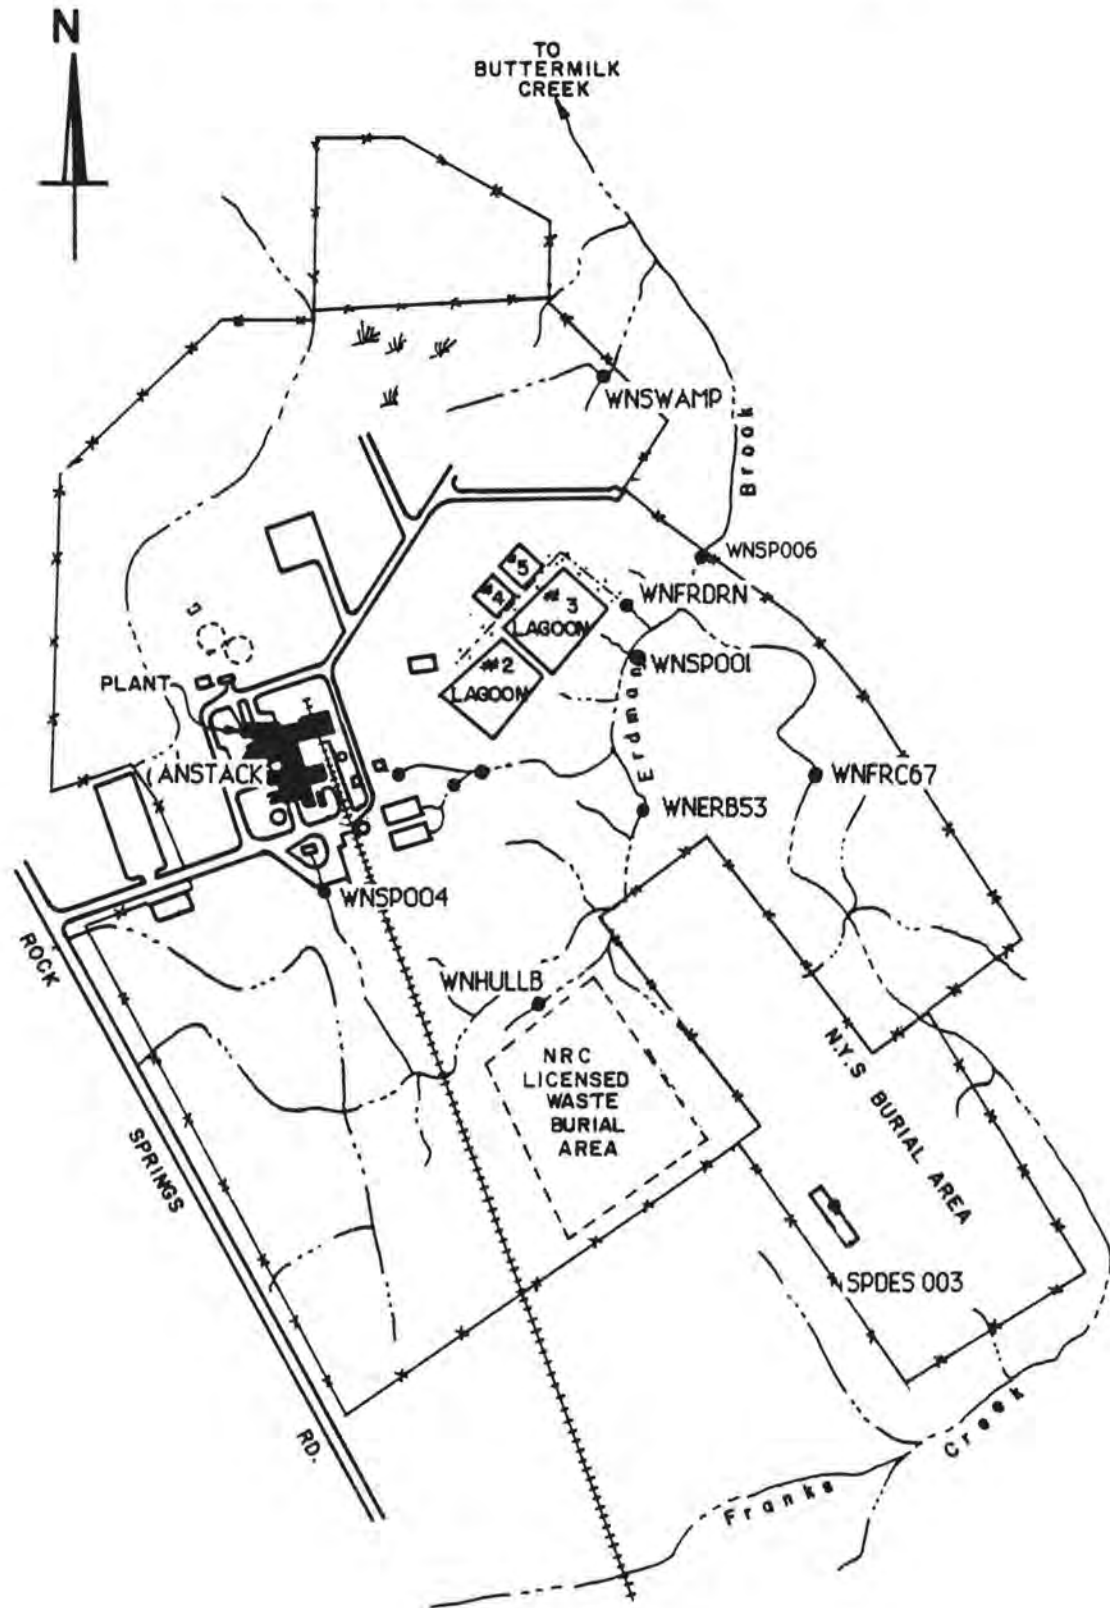 N
TO
BUTTERMILK
CREEK
WNSWAMP
Brook
WNSP006
#5
#4
# 3
LAGOON
WNFRDRN
#2
LAGOON
WNSP001
PLANT
Erdman
ANSTACK
WNFRC67
WNERB53
WNSP004
ROCK
SPRINGS
RD.
WNHULLB
NRC
LICENSED
WASTE
BURIAL
AREA
N.Y.S BURIAL AREA
SPDES 003
Franks Creek